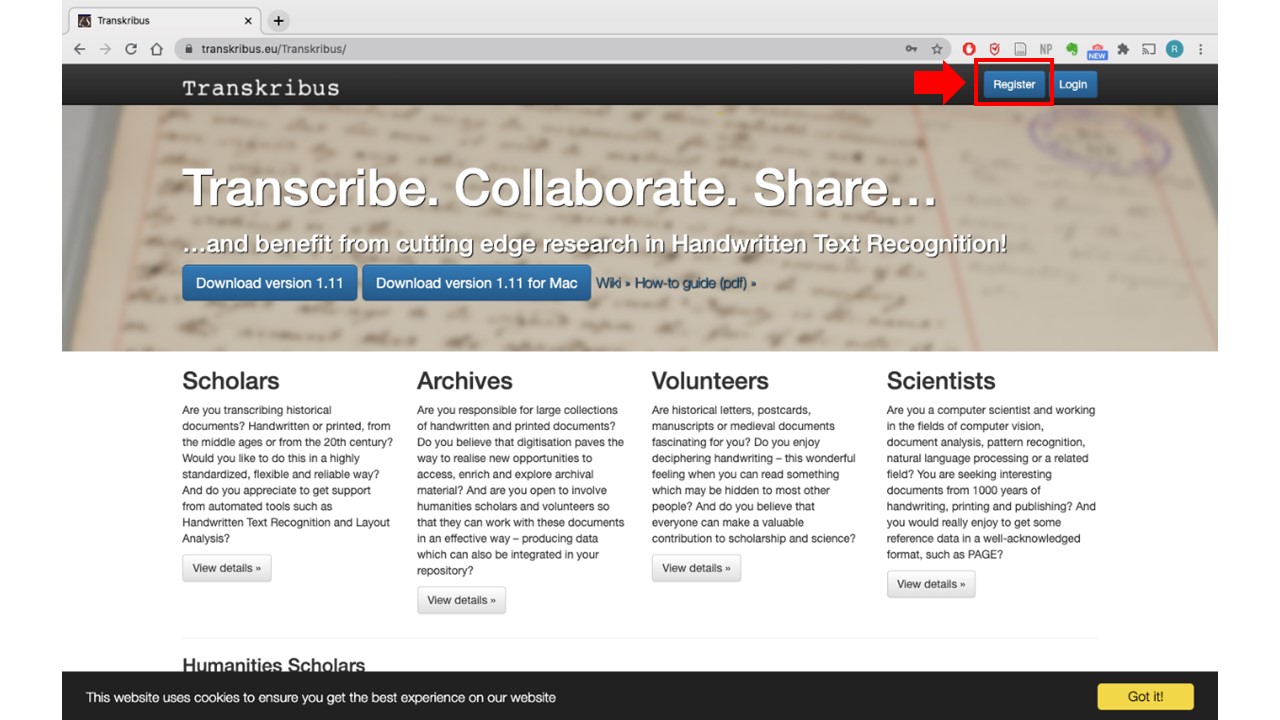 Transkribus
transkribus.eu/Transkribus/
NP
NEW
R
Transkribus
Register
Login
Transcribe. Collaborate. Share...
...and benefit from cutting edge research in Handwritten Text Recognition!
Download version 1.11
Download version 1.11 for Mac
Wiki » How-to guide (pdf) »
Scholars
Are you transcribing historical
documents? Handwritten or printed, from
the middle ages or from the 20th century?
Would you like to do this in a highly
standardized, flexible and reliable way?
And do you appreciate to get support
from automated tools such as
Handwritten Text Recognition and Layout
Analysis?
View details »
Archives
Are you responsible for large collections
of handwritten and printed documents?
Do you believe that digitisation paves the
way to realise new opportunities to
access, enrich and explore archival
material? And are you open to involve
humanities scholars and volunteers so
that they can work with these documents
in an effective way – producing data
which can also be integrated in your
repository?
View details »
Volunteers
Are historical letters, postcards,
manuscripts or medieval documents
fascinating for you? Do you enjoy
deciphering handwriting – this wonderful
feeling when you can read something
which may be hidden to most other
people? And do you believe that
everyone can make a valuable
contribution to scholarship and science?
View details »
Scientists
Are you a computer scientist and working
in the fields of computer vision,
document analysis, pattern recognition,
natural language processing or a related
field? You are seeking interesting
documents from 1000 years of
handwriting, printing and publishing? And
you would really enjoy to get some
reference data in a well-acknowledged
format, such as PAGE?
View details »
Humanities Scholars
This website uses cookies to ensure you get the best experience on our website
Got it!